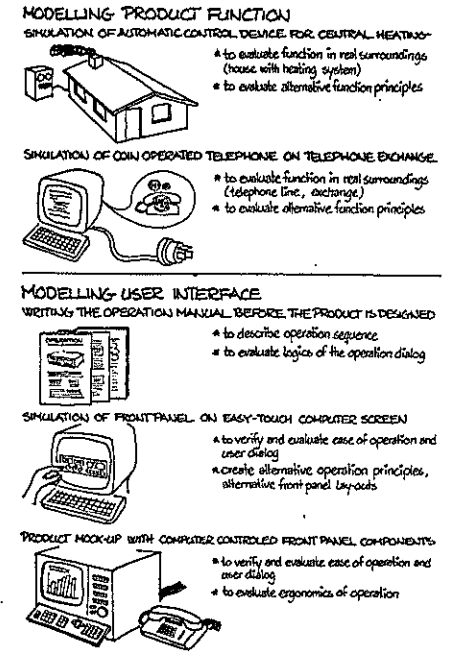 MODELLING PRODUCT FUNCTION
SIMULATION OF AUTOMATIC CONTROL DEVICE FOR CENTRAL HEATING
* to evaluate function in real surroundings
(house with heating system)
* to evaluate alternative function principles
SIMULATION OF COIN OPERATED TELEPHONE ON TELEPHONE EXCHANGE
* to evaluate function in real surroundings
(telephone line, exchange)
* to evaluate alternative function principles
MODELLING USER INTERFACE
WRITING THE OPERATION MANUAL BEFORE THE PRODUCT IS DESIGNED
OPERATION
* to describe operation sequence
* to evaluate logics of the operation dialog
SIMULATION OF FRONT PANEL ON EASY-TOUCH COMPUTER SCREEN
* to verify and evaluate ease of operation and
user dialog
* create alternative operation principles,
alternative front panel lay-outs
PRODUCT MOCK-UP WITH COMPUTER CONTROLED FRONT PANEL COMPONENTS
* to verify and evaluate ease of operation and
user dialog
* to evaluate ergonomics of operation